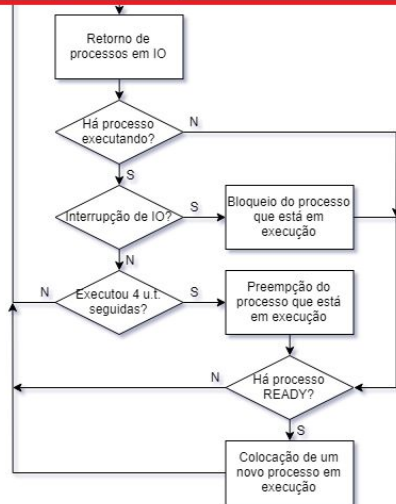 Retorno de
processos em IO
Há processo
executando?
N
S
Interrupção de IO?
S
Bloqueio do processo
que está em
execução
N
Executou 4 u.t.
seguidas?
N
S
Preempção do
processo que está
em execução
Há processo
READY?
N
S
Colocação de um
novo processo em
execução